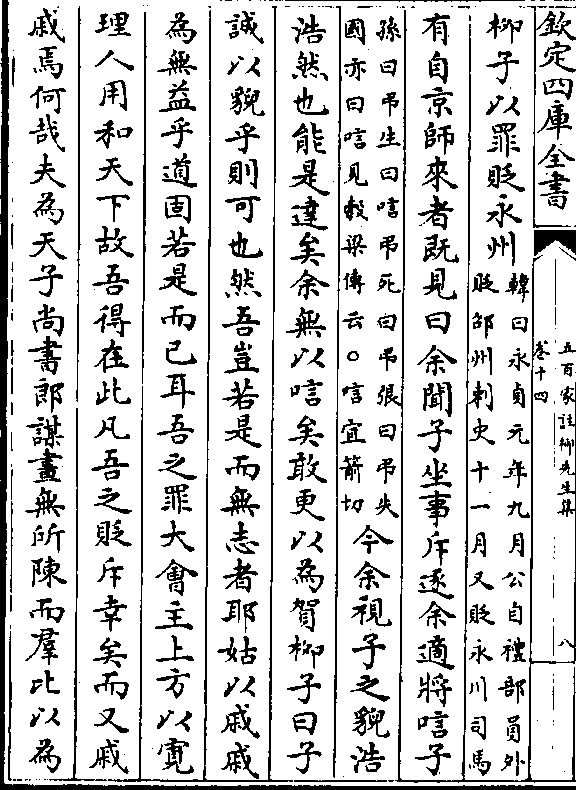 欽定四庫全書
五百家註柳先生集
卷十四
八
柳子以罪貶永州
韓曰永貞元年九月公自禮部員外
貶邵州刺史十一月又貶永川司馬
有自京師來者既見曰余聞子坐事斥逐余適將唁子
孫曰弔生曰唁弔死曰弔張曰弔失
國亦曰唁見穀梁傳云○唁宜箭切
今余視子之貌浩
浩然也能是達矣余無以唁矣敢更以為賀柳子曰子
誠以貌乎則可也然吾豈若是而無志者耶姑以戚戚
為無益乎道固若是而已耳吾之罪大會主上方以寛
理人用和天下故吾得在此凡吾之貶斥幸矣而又戚
戚焉何哉夫為天子尚書郎謀畫無所陳而羣比以為